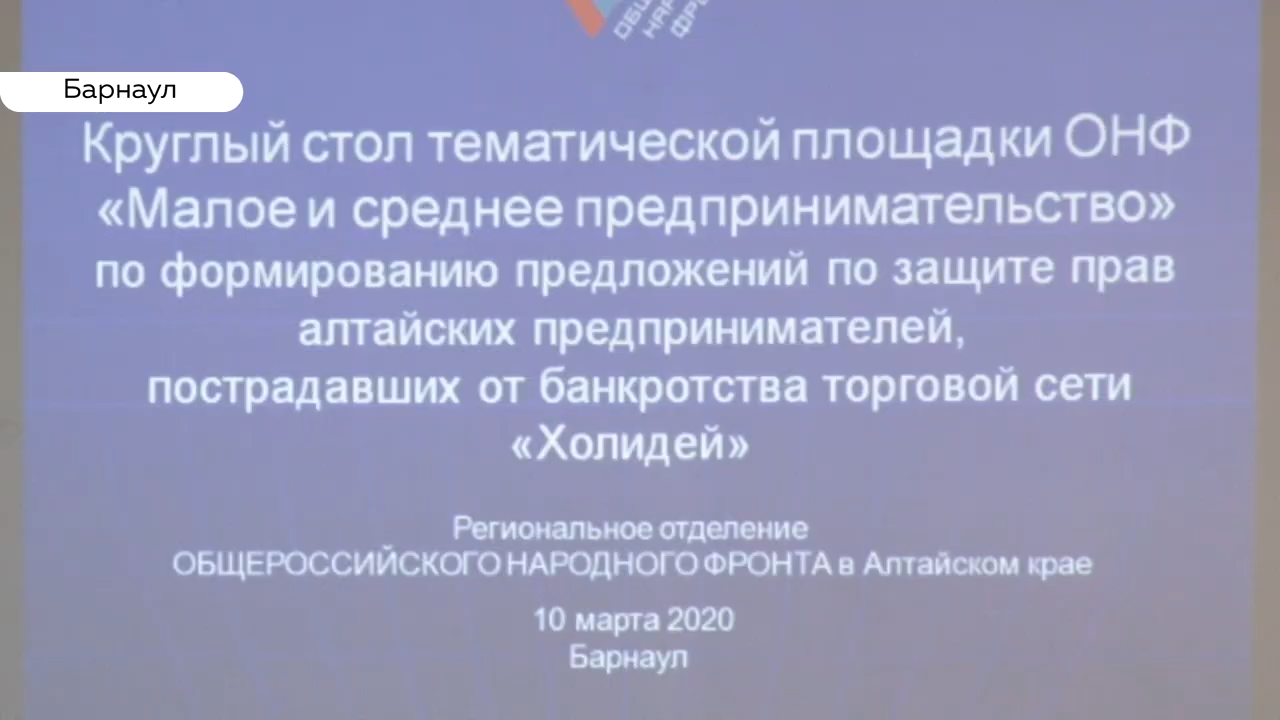 Барнаул
Круглый стол тематической площадки ОНФ
«Малое и среднее предпринимательство»
по формированию предложений по защите прав
алтайских предпринимателей,
пострадавших от банкротства торговой сети
«Холидей»
Региональное отделение
ОБЩЕРОССИЙСКОГО НАРОДНОГО ФРОНТА в Алтайском крае
10 марта 2020
Барнаул